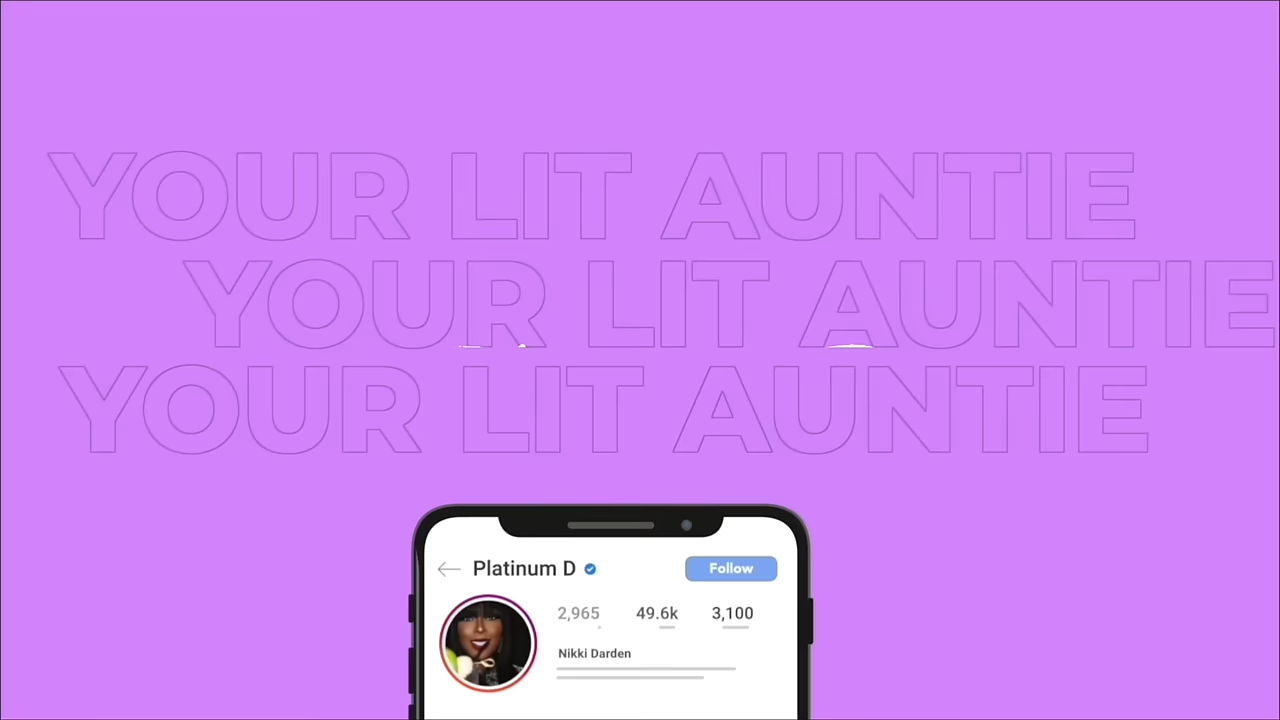 YOUR LIT AUNTIE
YOUR LIT AUNTIE
YOUR LIT AUNTIE
Platinum D
Follow
2,965 49.6k 3,100
Nikki Darden